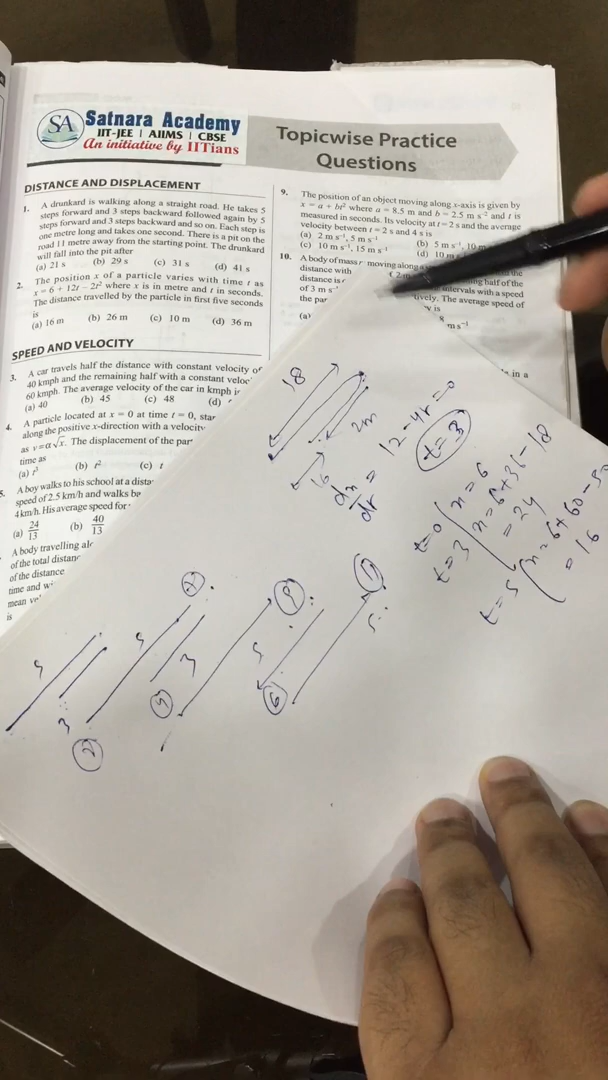 SA Satnara Academy
IIT-JEE | AIIMS | CBSE
An initiative by IITians
Topicwise Practice
Questions
DISTANCE AND DISPLACEMENT
1. A drunkard is walking along a straight road. He takes 5
steps forward and 3 steps backward followed again by 5
steps forward and 3 steps backward and so on. Each step is
one metre long and takes one second. There is a pit on the
road 11 metre away from the starting point. The drunkard
will fall into the pit after
(a) 21 s (b) 29 s (c) 31 s (d) 41 s
2. The position x of a particle varies with time t as
x = 6 + 12t – 2t² where x is in metre and t in seconds.
The distance travelled by the particle in first five seconds
is
(a) 16 m (b) 26 m (c) 10 m (d) 36 m
SPEED AND VELOCITY
3. A car travels half the distance with constant velocity of
40 kmph and the remaining half with a constant
60 kmph. The average velocity of the car in kmph is
(a) 40 (b) 45 (c) 48 (d)
4. A particle located at x = 0 at time t = 0,
along the positive x-direction with a velocity
as v = α√x. The displacement of the
time as
(a) t³ (b) t² (c) t
5. A boy walks to his school at a
speed of 2.5 km/h and walks
4 km/h. His average speed for
(a) 24/13 (b) 40/13
A body travelling
of the total
of the distance
time and
mean
is
9. The position of an object moving along x-axis is given by
x = a + bt² where a = 8.5 m and b = 2.5 m s⁻² and t is
measured in seconds. Its velocity at t = 2 s and the average
velocity between t = 2 s and 4 s is
(a) 2 m s⁻¹, 5 m s⁻¹ (b) 5 m s⁻¹, 10
(c) 10 m s⁻¹, 15 m s⁻¹ (d) 10
10. A body of mass moving along
distance with the
distance is half of the
of 3 m s intervals with a speed
the average speed of
(a) is
8 m s⁻¹
in a
18
2m
16
dx/dt = 12 - 4t = 0
t = 3
t=0 x = 6
t=3 x = 6+36-18
= 24
t=5 x = 6+60-50
= 16
5
3
5
3
5
5